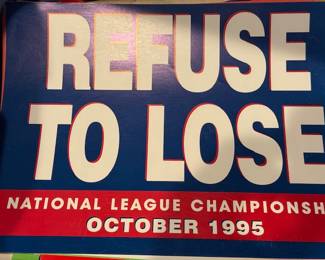 REFUSE
TO LOSE
NATIONAL LEAGUE CHAMPIONSH
OCTOBER 1995